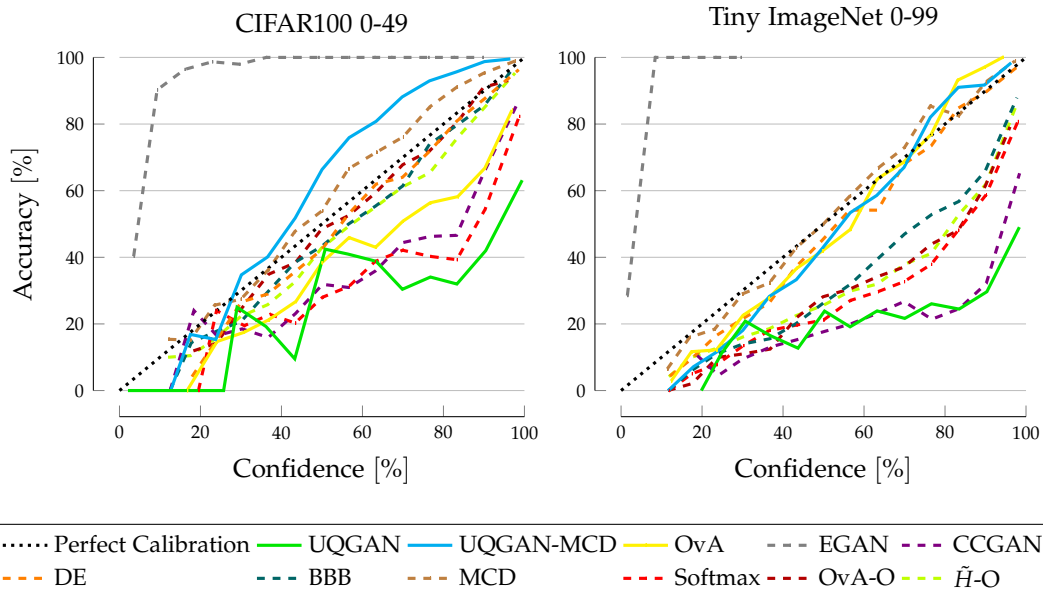 CIFAR100 0-49
Tiny ImageNet 0-99
Accuracy [%]
100
80
60
40
20
0
0 20 40 60 80 100
Confidence [%]
100
80
60
40
20
0
0 20 40 60 80 100
Confidence [%]
Perfect Calibration UQGAN UQGAN-MCD OvA EGAN CCGAN
DE BBB MCD Softmax OvA-O H̃-O